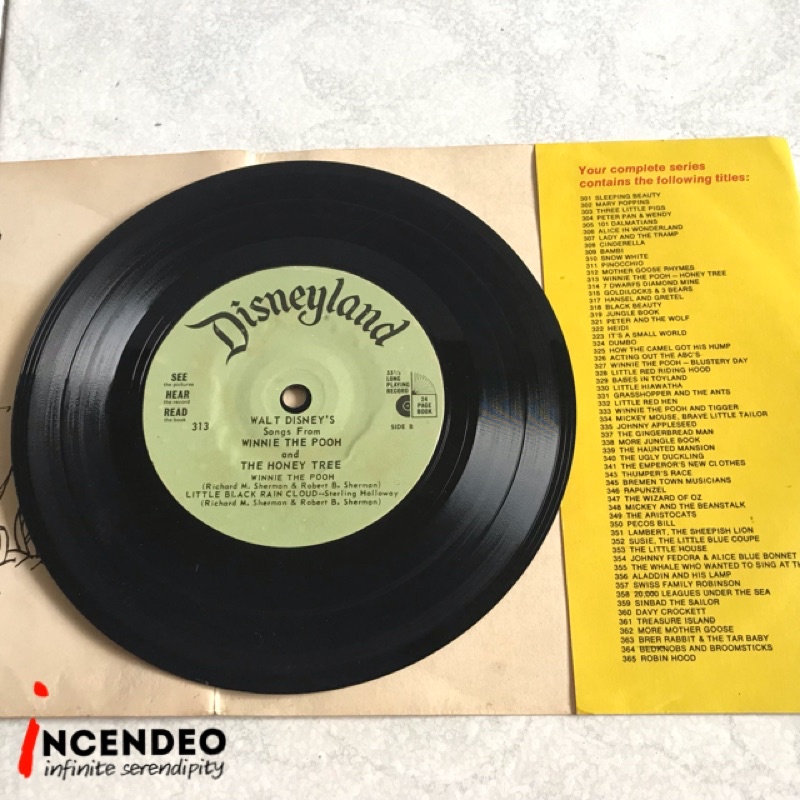 Disneyland
SEE
the pictures
HEAR
the record
READ
the book
313
33⅓
LONG
PLAYING
RECORD
24
PAGE
BOOK
SIDE B
WALT DISNEY'S
Songs From
WINNIE THE POOH
and
THE HONEY TREE
WINNIE THE POOH
(Richard M. Sherman & Robert B. Sherman)
LITTLE BLACK RAIN CLOUD—Sterling Holloway
(Richard M. Sherman & Robert B. Sherman)
Your complete series
contains the following titles:
301 SLEEPING BEAUTY
302 MARY POPPINS
303 THREE LITTLE PIGS
304 PETER PAN & WENDY
305 101 DALMATIANS
306 ALICE IN WONDERLAND
307 LADY AND THE TRAMP
308 CINDERELLA
309 BAMBI
310 SNOW WHITE
311 PINOCCHIO
312 MOTHER GOOSE RHYMES
313 WINNIE THE POOH – HONEY TREE
314 7 DWARFS DIAMOND MINE
315 GOLDILOCKS & 3 BEARS
317 HANSEL AND GRETEL
318 BLACK BEAUTY
319 JUNGLE BOOK
321 PETER AND THE WOLF
322 HEIDI
323 IT'S A SMALL WORLD
324 DUMBO
325 HOW THE CAMEL GOT HIS HUMP
326 ACTING OUT THE ABC'S
327 WINNIE THE POOH – BLUSTERY DAY
328 LITTLE RED RIDING HOOD
329 BABES IN TOYLAND
330 LITTLE HIAWATHA
331 GRASSHOPPER AND THE ANTS
332 LITTLE RED HEN
333 WINNIE THE POOH AND TIGGER
334 MICKEY MOUSE, BRAVE LITTLE TAILOR
335 JOHNNY APPLESEED
337 THE GINGERBREAD MAN
338 MORE JUNGLE BOOK
339 THE HAUNTED MANSION
340 THE UGLY DUCKLING
341 THE EMPEROR'S NEW CLOTHES
343 THUMPER'S RACE
345 BREMEN TOWN MUSICIANS
346 RAPUNZEL
347 THE WIZARD OF OZ
348 MICKEY AND THE BEANSTALK
349 THE ARISTOCATS
350 PECOS BILL
351 LAMBERT, THE SHEEPISH LION
352 SUSIE, THE LITTLE BLUE COUPE
353 THE LITTLE HOUSE
354 JOHNNY FEDORA & ALICE BLUE BONNET
355 THE WHALE WHO WANTED TO SING AT
356 ALADDIN AND HIS LAMP
357 SWISS FAMILY ROBINSON
358 20,000 LEAGUES UNDER THE SEA
359 SINBAD THE SAILOR
360 DAVY CROCKETT
361 TREASURE ISLAND
362 MORE MOTHER GOOSE
363 BRER RABBIT & THE TAR BABY
364 BEDKNOBS AND BROOMSTICKS
365 ROBIN HOOD
iNCENDEO
infinite serendipity